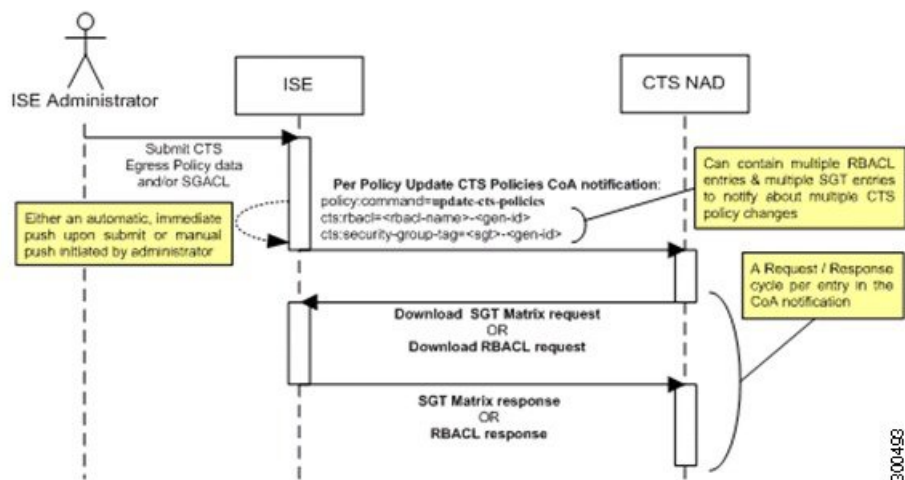 ISE Administrator
ISE
CTS NAD
Submit CTS
Egress Policy data
and/or SGACL
Either an automatic, immediate
push upon submit or manual
push initiated by administrator
Per Policy Update CTS Policies CoA notification:
policy:command=update-cts-policies
cts:rbacl=<rbacl-name>-<gen-id>
cts:security-group-tag=<sgt>-<gen-id>
Can contain multiple RBACL
entries & multiple SGT entries
to notify about multiple CTS
policy changes
A Request / Response
cycle per entry in the
CoA notification
Download SGT Matrix request
OR
Download RBACL request
SGT Matrix response
OR
RBACL response
300493